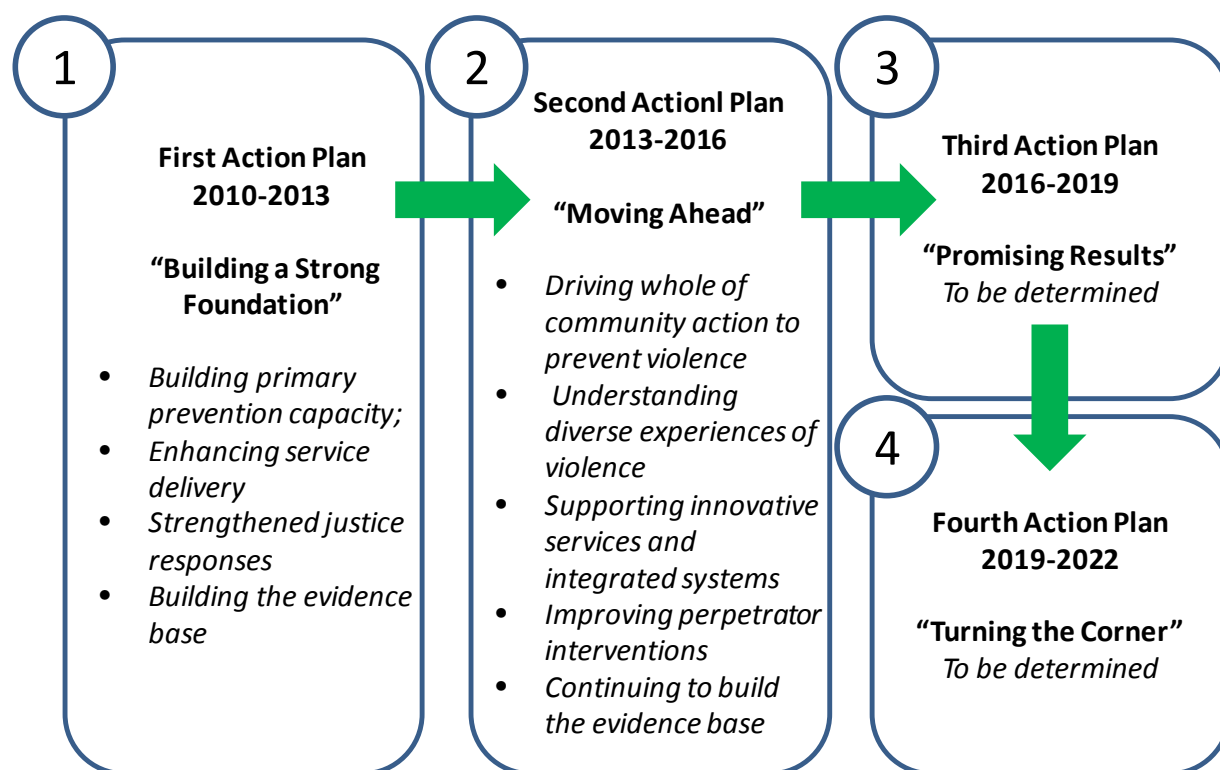 1
First Action Plan
2010-2013
“Building a Strong
Foundation”
• Building primary
prevention capacity;
• Enhancing service
delivery
• Strengthened justice
responses
• Building the evidence
base
2
Second Actionl Plan
2013-2016
“Moving Ahead”
• Driving whole of
community action to
prevent violence
• Understanding
diverse experiences of
violence
• Supporting innovative
services and
integrated systems
• Improving perpetrator
interventions
• Continuing to build
the evidence base
3
Third Action Plan
2016-2019
“Promising Results”
To be determined
4
Fourth Action Plan
2019-2022
“Turning the Corner”
To be determined